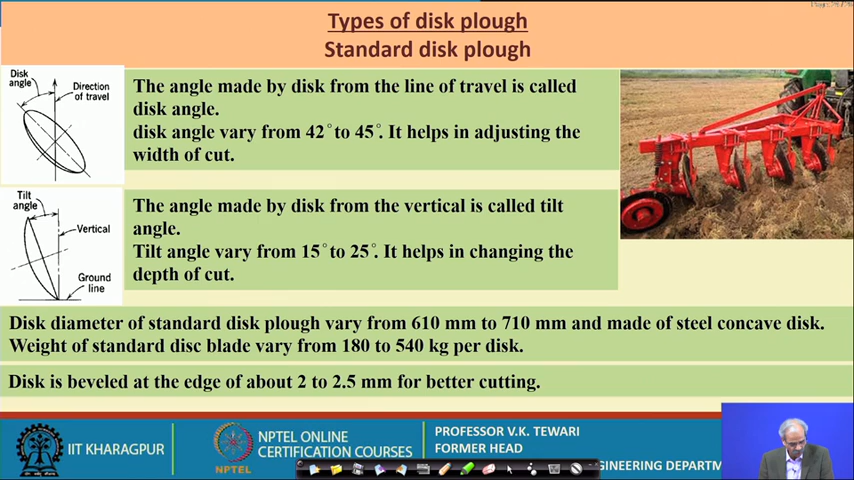 Types of disk plough
Standard disk plough
Disk
angle
Direction
of travel
The angle made by disk from the line of travel is called
disk angle.
disk angle vary from 42° to 45°. It helps in adjusting the
width of cut.
Tilt
angle
Vertical
Ground
line
The angle made by disk from the vertical is called tilt
angle.
Tilt angle vary from 15° to 25°. It helps in changing the
depth of cut.
Disk diameter of standard disk plough vary from 610 mm to 710 mm and made of steel concave disk.
Weight of standard disc blade vary from 180 to 540 kg per disk.
Disk is beveled at the edge of about 2 to 2.5 mm for better cutting.
IIT KHARAGPUR
NPTEL
NPTEL ONLINE
CERTIFICATION COURSES
PROFESSOR V.K. TEWARI
FORMER HEAD
NGINEERING DEPARTM